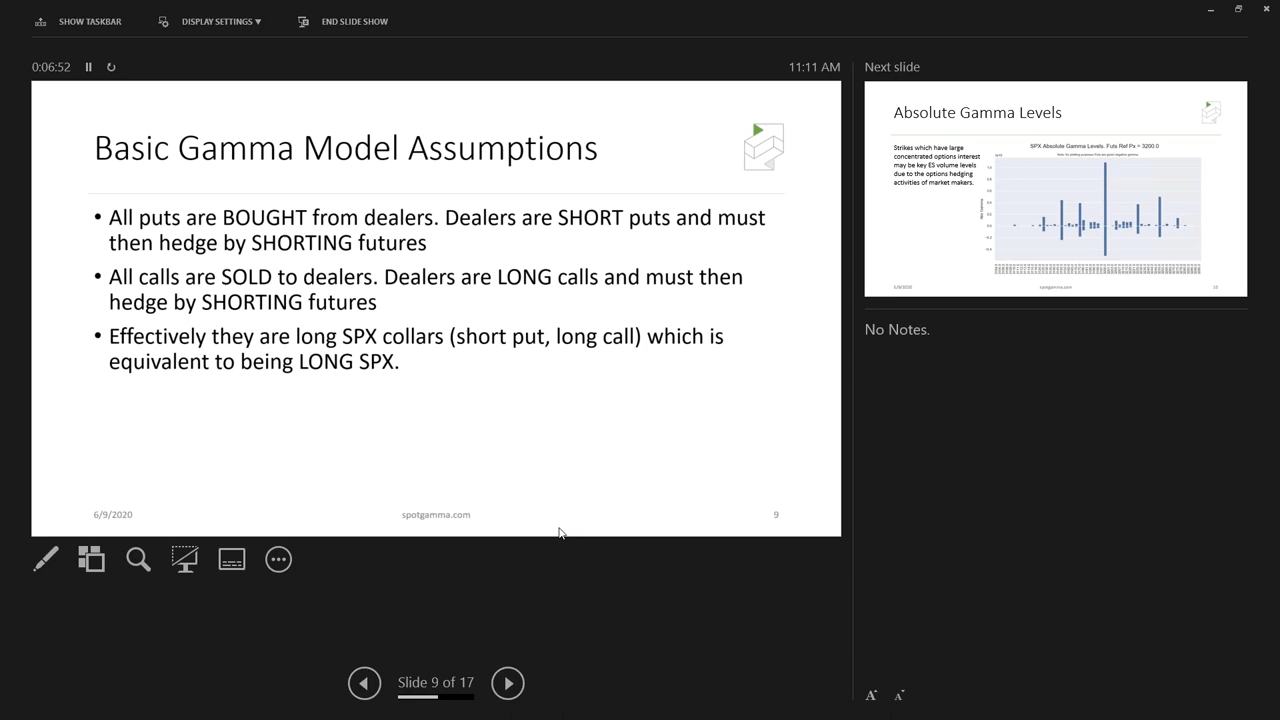 SHOW TASKBAR
DISPLAY SETTINGS ▼
END SLIDE SHOW
0:06:52
11:11 AM
Basic Gamma Model Assumptions
• All puts are BOUGHT from dealers. Dealers are SHORT puts and must
then hedge by SHORTING futures
• All calls are SOLD to dealers. Dealers are LONG calls and must then
hedge by SHORTING futures
• Effectively they are long SPX collars (short put, long call) which is
equivalent to being LONG SPX.
6/9/2020
spotgamma.com
9
Slide 9 of 17
Next slide
Absolute Gamma Levels
Strikes which have large
concentrated options interest
may be key ES volume levels
due to the options hedging
activities of market makers.
SPX Absolute Gamma Levels. Futs Ref Px = 3200.0
5/9/2020
spotgamma.com
10
No Notes.
A
A